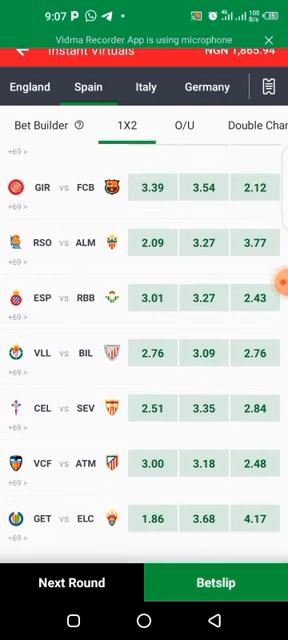 9:07 P 4G 100 B/s 35
Vidma Recorder App is using microphone
Instant Virtuals NGN 1,865.94
England Spain Italy Germany
Bet Builder 1X2 O/U Double Chan
+69 >
GIR vs FCB 3.39 3.54 2.12
+69 >
RSO vs ALM 2.09 3.27 3.77
+69 >
ESP vs RBB 3.01 3.27 2.43
+69 >
VLL vs BIL 2.76 3.09 2.76
+69 >
CEL vs SEV 2.51 3.35 2.84
+69 >
VCF vs ATM 3.00 3.18 2.48
+69 >
GET vs ELC 1.86 3.68 4.17
+69 >
Next Round Betslip